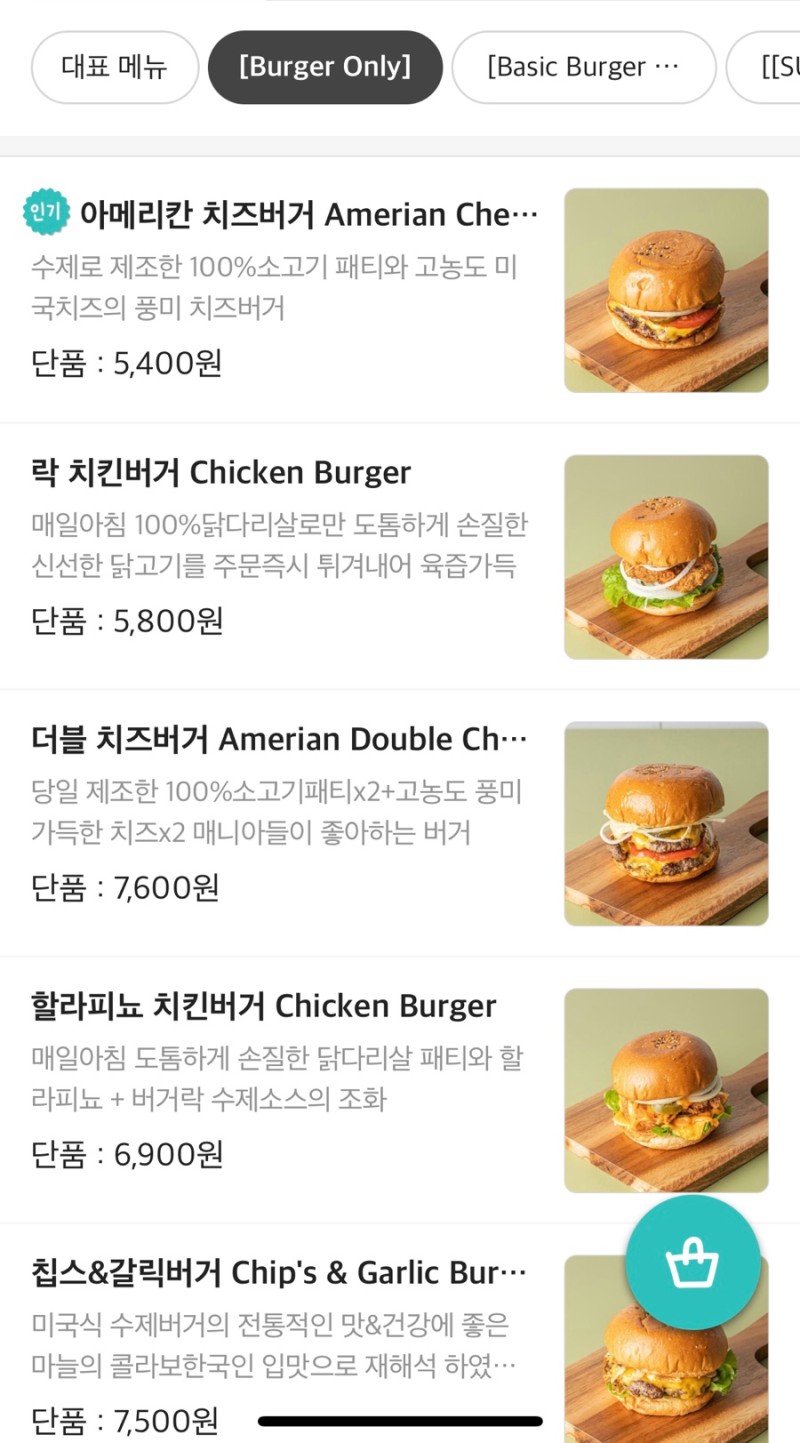 대표 메뉴
[Burger Only]
[Basic Burger ···
[[SU
인기
아메리칸 치즈버거 Amerian Che···
수제로 제조한 100%소고기 패티와 고농도 미
국치즈의 풍미 치즈버거
단품 : 5,400원
락 치킨버거 Chicken Burger
매일아침 100%닭다리살로만 도톰하게 손질한
신선한 닭고기를 주문즉시 튀겨내어 육즙가득
단품 : 5,800원
더블 치즈버거 Amerian Double Ch···
당일 제조한 100%소고기패티x2+고농도 풍미
가득한 치즈x2 매니아들이 좋아하는 버거
단품 : 7,600원
할라피뇨 치킨버거 Chicken Burger
매일아침 도톰하게 손질한 닭다리살 패티와 할
라피뇨 + 버거락 수제소스의 조화
단품 : 6,900원
칩스&갈릭버거 Chip's & Garlic Bur···
미국식 수제버거의 전통적인 맛&건강에 좋은
마늘의 콜라보한국인 입맛으로 재해석 하였···
단품 : 7,500원